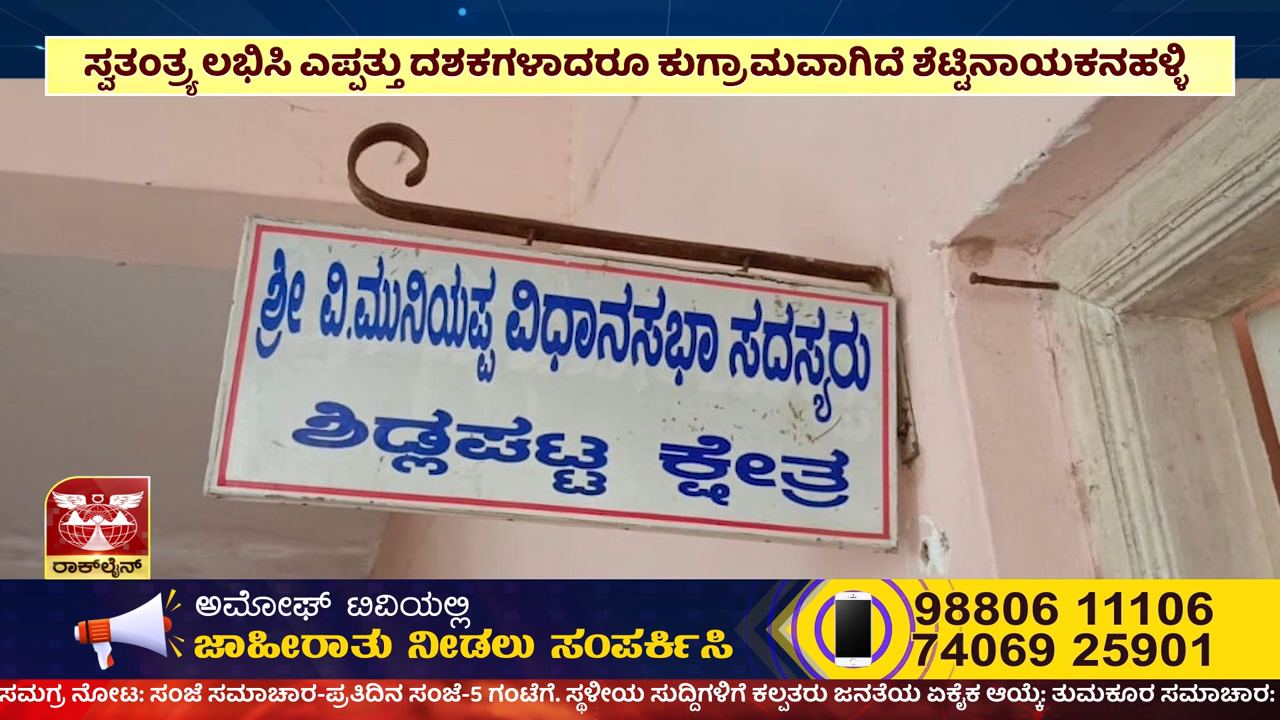 ಸ್ವತಂತ್ರ್ಯ ಲಭಿಸಿ ಎಪ್ಪತ್ತು ದಶಕಗಳಾದರೂ ಕುಗ್ರಾಮವಾಗಿದೆ ಶೆಟ್ಟಿನಾಯಕನಹಳ್ಳಿ
ಶ್ರೀ ವಿ.ಮುನಿಯಪ್ಪ ವಿಧಾನಸಭಾ ಸದಸ್ಯರು
ಶಿಡ್ಲಪಟ್ಟ ಕ್ಷೇತ್ರ
ರಾಕ್‌ಲೈನ್
ಅಮೋಘ್ ಟಿವಿಯಲ್ಲಿ
ಜಾಹೀರಾತು ನೀಡಲು ಸಂಪರ್ಕಿಸಿ
98806 11106
74069 25901
ಸಮಗ್ರ ನೋಟ: ಸಂಜೆ ಸಮಾಚಾರ-ಪ್ರತಿದಿನ ಸಂಜೆ-5 ಗಂಟೆಗೆ. ಸ್ಥಳೀಯ ಸುದ್ದಿಗಳಿಗೆ ಕಲ್ಪತರು ಜನತೆಯ ಏಕೈಕ ಆಯ್ಕೆ: ತುಮಕೂರ ಸಮಾಚಾರ: